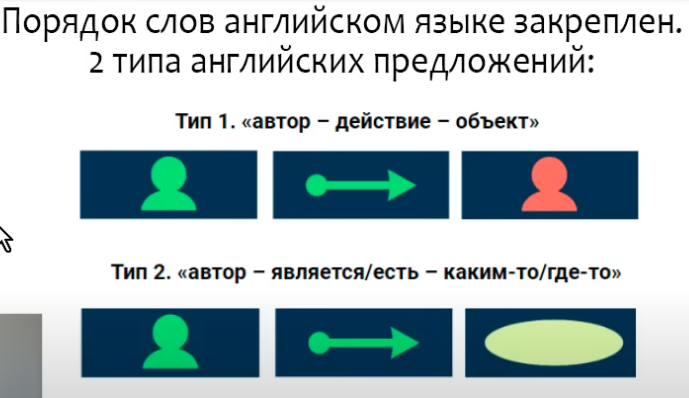 Порядок слов английском языке закреплен.
2 типа английских предложений:
Тип 1. «автор – действие – объект»
Тип 2. «автор – является/есть – каким-то/где-то»